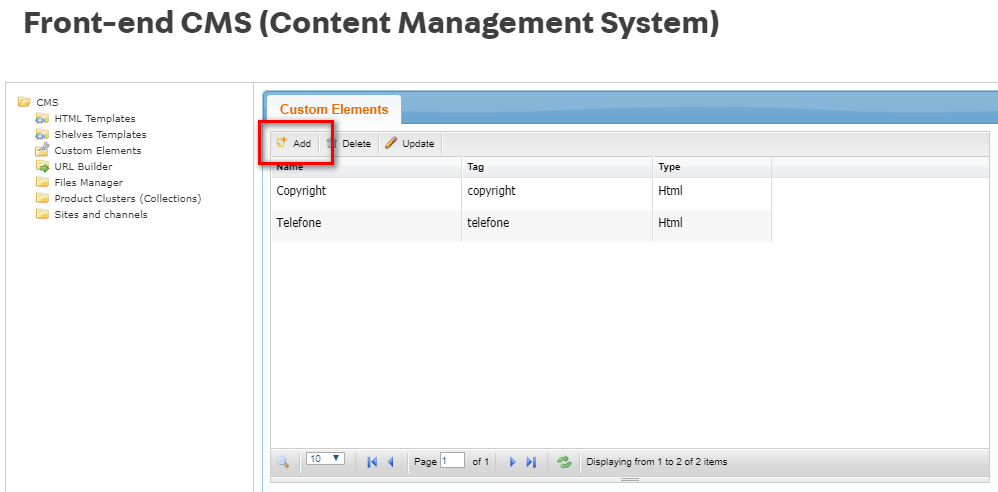 Front-end CMS (Content Management System)
CMS
HTML Templates
Shelves Templates
Custom Elements
URL Builder
Files Manager
Product Clusters (Collections)
Sites and channels
Custom Elements
Add Delete Update
Name Tag Type
Copyright copyright Html
Telefone telefone Html
10 Page 1 of 1 Displaying from 1 to 2 of 2 items